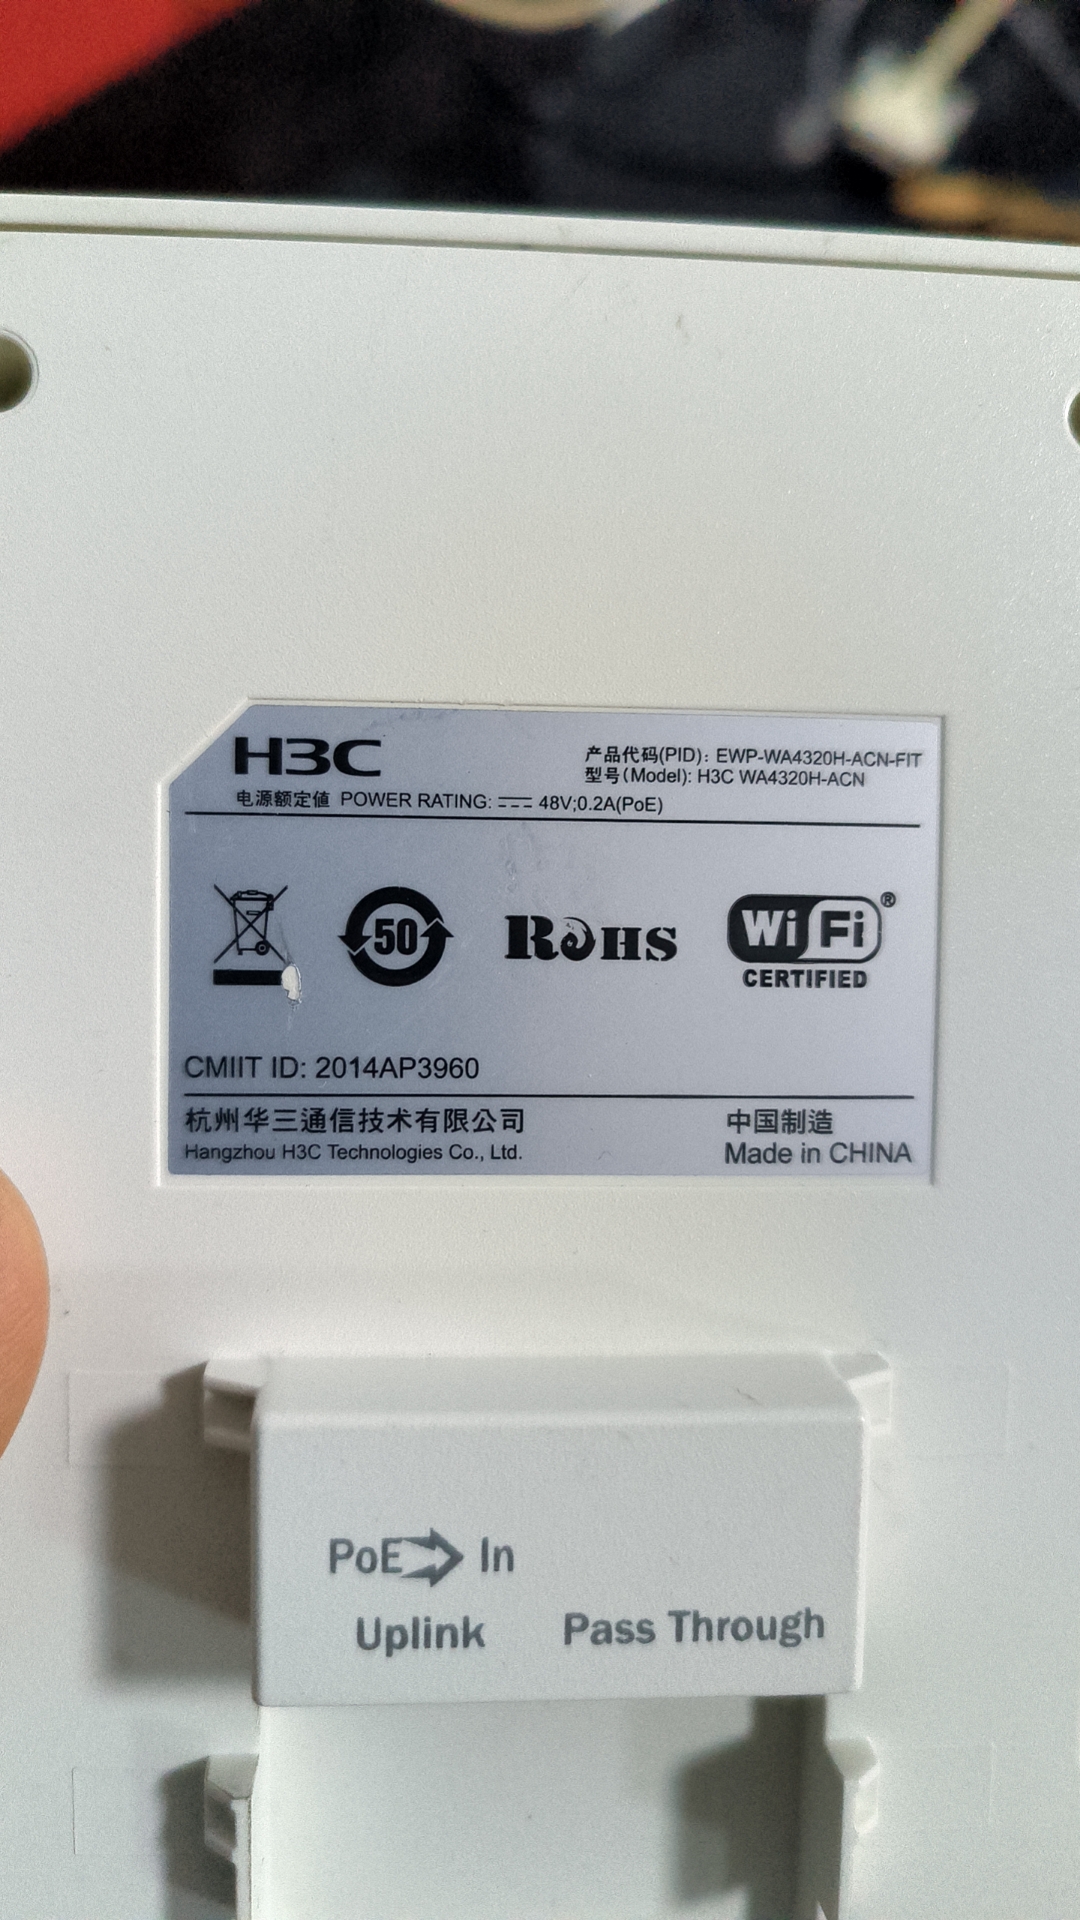 H3C
产品代码(PID): EWP-WA4320H-ACN-FIT
型号(Model): H3C WA4320H-ACN
电源额定值 POWER RATING: ⎓ 48V;0.2A(PoE)
50
RoHS
Wi Fi®
CERTIFIED
CMIIT ID: 2014AP3960
杭州华三通信技术有限公司
Hangzhou H3C Technologies Co., Ltd.
中国制造
Made in CHINA
PoE In
Uplink
Pass Through